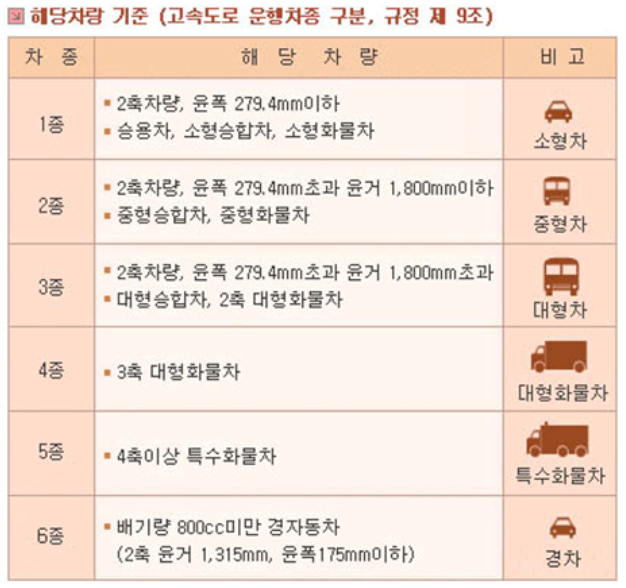 해당차량 기준 (고속도로 운행차종 구분, 규정 제 9조)
차 종 해 당 차 량 비 고
1종
2축차량, 윤폭 279.4mm이하
승용차, 소형승합차, 소형화물차
소형차
2종
2축차량, 윤폭 279.4mm초과 윤거 1,800mm이하
중형승합차, 중형화물차
중형차
3종
2축차량, 윤폭 279.4mm초과 윤거 1,800mm초과
대형승합차, 2축 대형화물차
대형차
4종
3축 대형화물차
대형화물차
5종
4축이상 특수화물차
특수화물차
6종
배기량 800cc미만 경자동차
(2축 윤거 1,315mm, 윤폭175mm이하)
경차